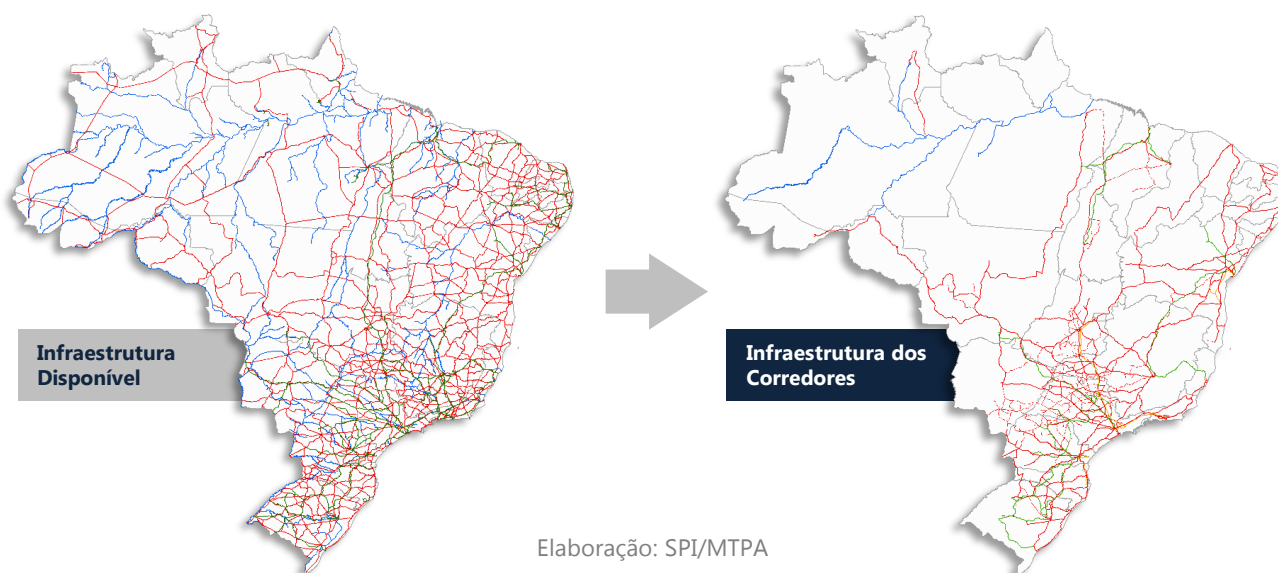 Infraestrutura
Disponível
Infraestrutura dos
Corredores
Elaboração: SPI/MTPA